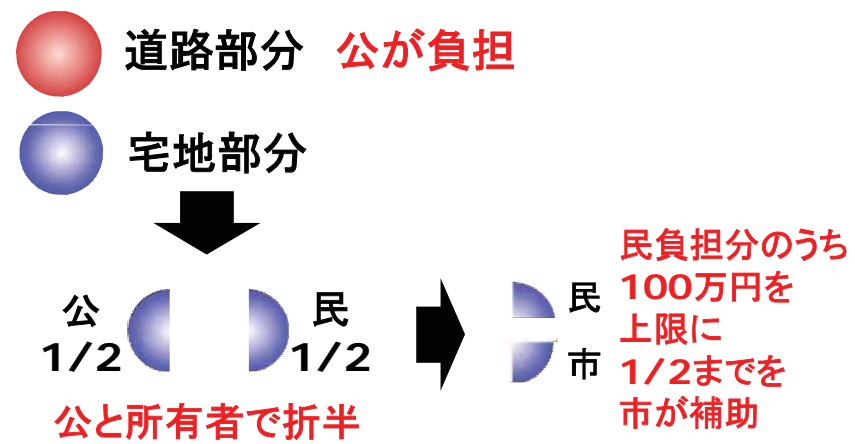 道路部分 公が負担
宅地部分
公
1/2
民
1/2
公と所有者で折半
民
市
民負担分のうち
100万円を
上限に
1/2までを
市が補助